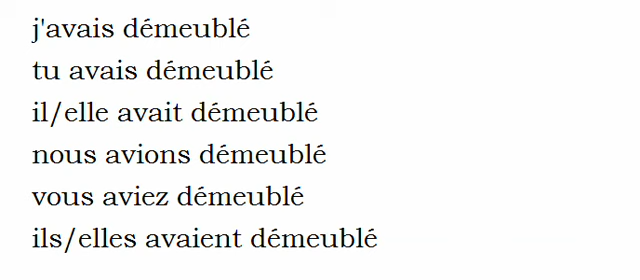 j'avais démeublé
tu avais démeublé
il/elle avait démeublé
nous avions démeublé
vous aviez démeublé
ils/elles avaient démeublé